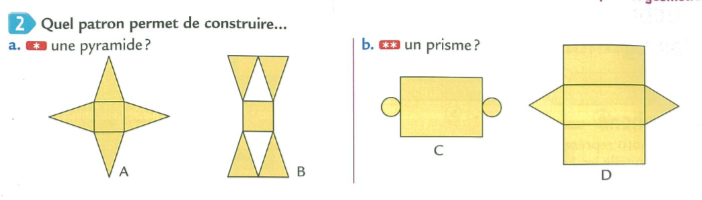 2 Quel patron permet de construire...
a. * une pyramide?
b. ** un prisme?
A
B
C
D